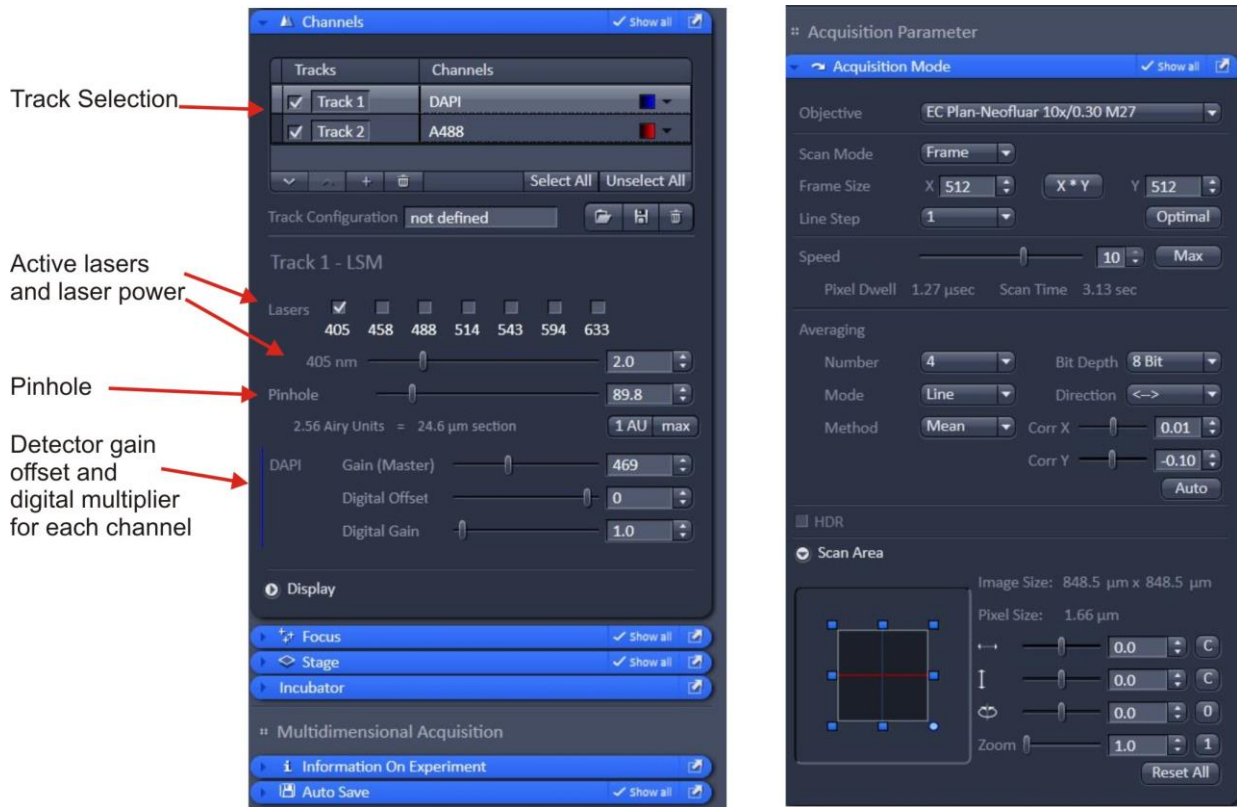 Track Selection
Active lasers
and laser power
Pinhole
Detector gain
offset and
digital multiplier
for each channel
Channels
Show all
Tracks Channels
Track 1 DAPI
Track 2 A488
+ Select All Unselect All
Track Configuration not defined
Track 1 - LSM
Lasers
405 458 488 514 543 594 633
405 nm 2.0
Pinhole 89.8
2.56 Airy Units = 24.6 µm section 1 AU max
DAPI Gain (Master) 469
Digital Offset 0
Digital Gain 1.0
Display
Focus Show all
Stage Show all
Incubator
Multidimensional Acquisition
Information On Experiment
Auto Save Show all
Acquisition Parameter
Acquisition Mode Show all
Objective EC Plan-Neofluar 10x/0.30 M27
Scan Mode Frame
Frame Size X 512 X * Y Y 512
Line Step 1 Optimal
Speed 10 Max
Pixel Dwell 1.27 µsec Scan Time 3.13 sec
Averaging
Number 4 Bit Depth 8 Bit
Mode Line Direction <-->
Method Mean Corr X 0.01
Corr Y -0.10
Auto
HDR
Scan Area
Image Size: 848.5 µm x 848.5 µm
Pixel Size: 1.66 µm
0.0 C
0.0 C
0.0 0
Zoom 1.0 1
Reset All